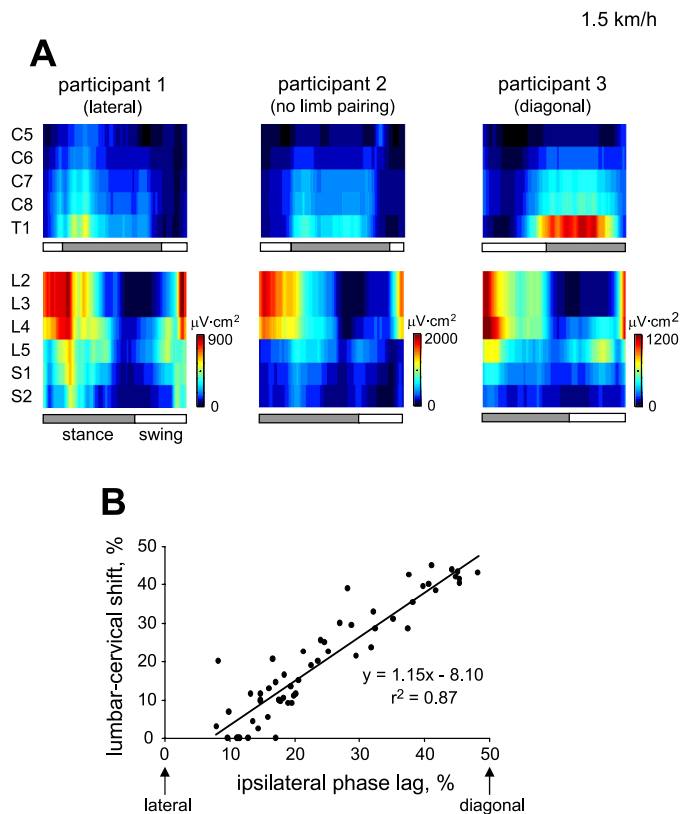 1.5 km/h
A
participant 1
(lateral)
participant 2
(no limb pairing)
participant 3
(diagonal)
C5
C6
C7
C8
T1
L2
L3
L4
L5
S1
S2
μV·cm²
900
0
μV·cm²
2000
0
μV·cm²
1200
0
stance
swing
B
lumbar-cervical shift, %
50
40
30
20
10
0
y = 1.15x - 8.10
r² = 0.87
0
10
20
30
40
50
ipsilateral phase lag, %
lateral
diagonal